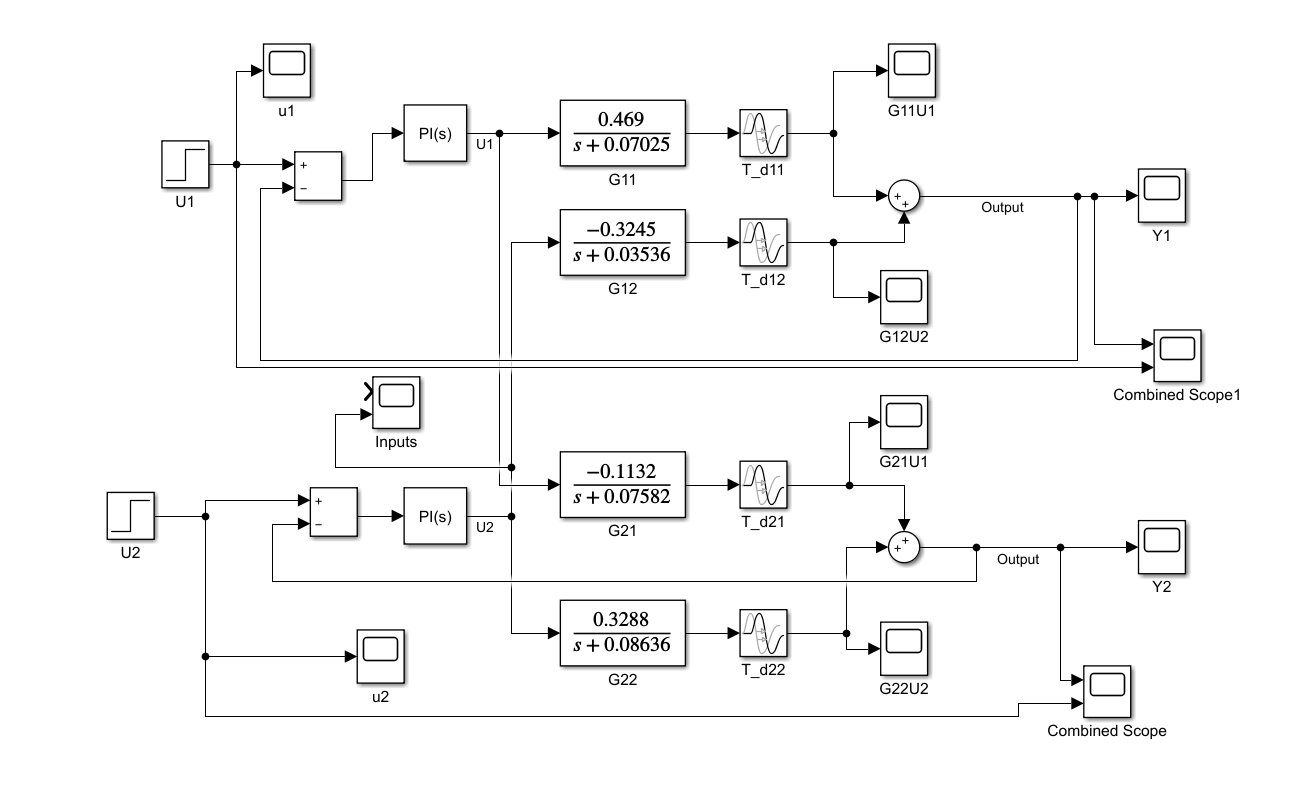 u1
G11U1
U1
+
−
PI(s)
U1
0.469
s + 0.07025
G11
T_d11
+
+
Output
Y1
−0.3245
s + 0.03536
G12
T_d12
G12U2
Combined Scope1
Inputs
G21U1
−0.1132
s + 0.07582
G21
T_d21
U2
+
−
PI(s)
U2
+
+
Output
Y2
0.3288
s + 0.08636
G22
T_d22
G22U2
u2
Combined Scope